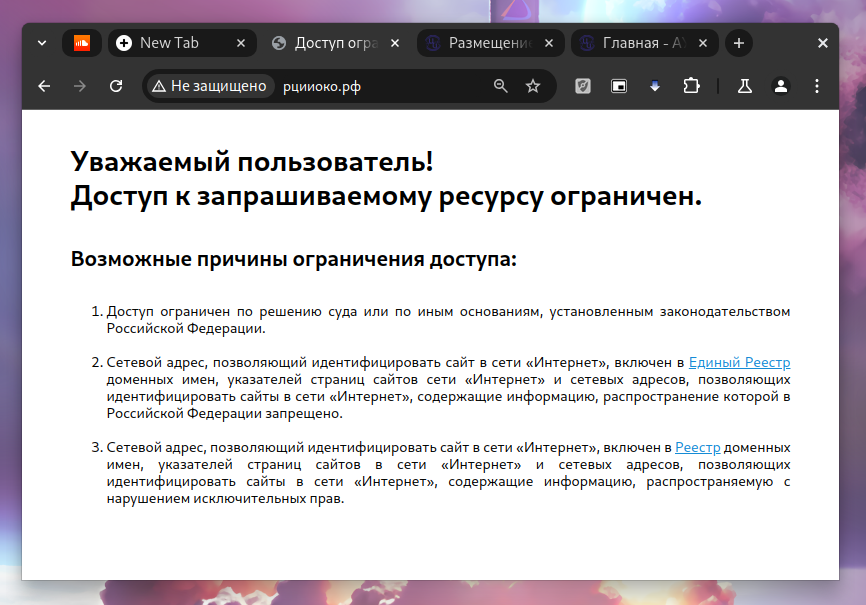 New Tab
Доступ огра
Размещени
Главная - АУ
Не защищено
рцииоко.рф
Уважаемый пользователь!
Доступ к запрашиваемому ресурсу ограничен.
Возможные причины ограничения доступа:
1. Доступ ограничен по решению суда или по иным основаниям, установленным законодательством
Российской Федерации.
2. Сетевой адрес, позволяющий идентифицировать сайт в сети «Интернет», включен в Единый Реестр
доменных имен, указателей страниц сайтов сети «Интернет» и сетевых адресов, позволяющих
идентифицировать сайты в сети «Интернет», содержащие информацию, распространение которой в
Российской Федерации запрещено.
3. Сетевой адрес, позволяющий идентифицировать сайт в сети «Интернет», включен в Реестр доменных
имен, указателей страниц сайтов в сети «Интернет» и сетевых адресов, позволяющих
идентифицировать сайты в сети «Интернет», содержащие информацию, распространяемую с
нарушением исключительных прав.